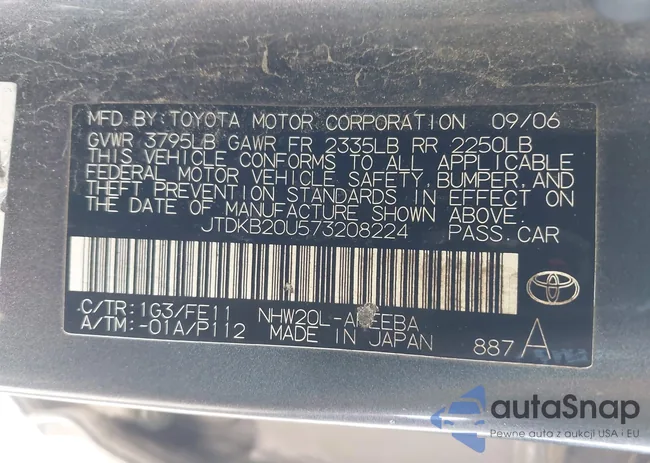 MFD.BY:TOYOTA MOTOR CORPORATION 09/06
GVWR 3795LB GAWR FR 2335LB RR 2250LB
THIS VEHICLE CONFORMS TO ALL APPLICABLE
FEDERAL MOTOR VEHICLE SAFETY,BUMPER,AND
THEFT PREVENTION STANDARDS IN EFFECT ON
THE DATE OF MANUFACTURE SHOWN ABOVE.
JTDKB20U573208224 PASS.CAR
C/TR:1G3/FE11
A/TM:-01A/P112
MADE IN JAPAN
887 A
autaSnap
Pewne auta z aukcji USA i EU